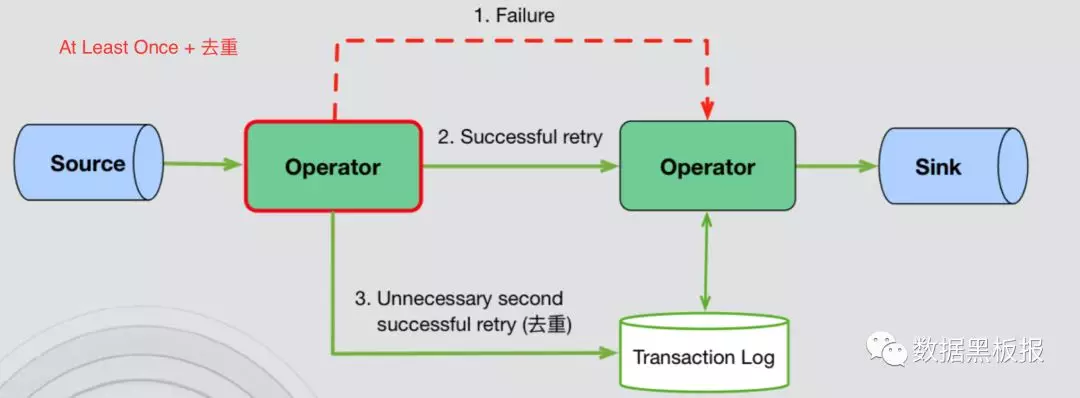 1. Failure
At Least Once + 去重
Source
Operator
2. Successful retry
Operator
Sink
3. Unnecessary second
successful retry (去重)
Transaction Log
数据黑板报